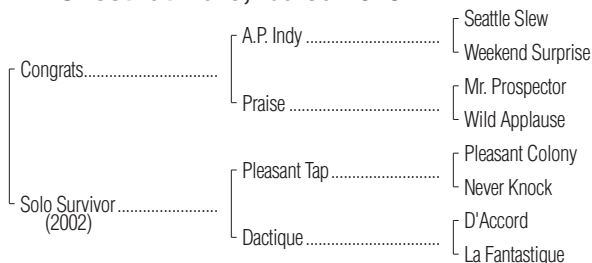 Seattle Slew
A.P. Indy
Weekend Surprise
Congrats
Mr. Prospector
Praise
Wild Applause
Pleasant Colony
Pleasant Tap
Never Knock
Solo Survivor
(2002)
D'Accord
Dactique
La Fantastique